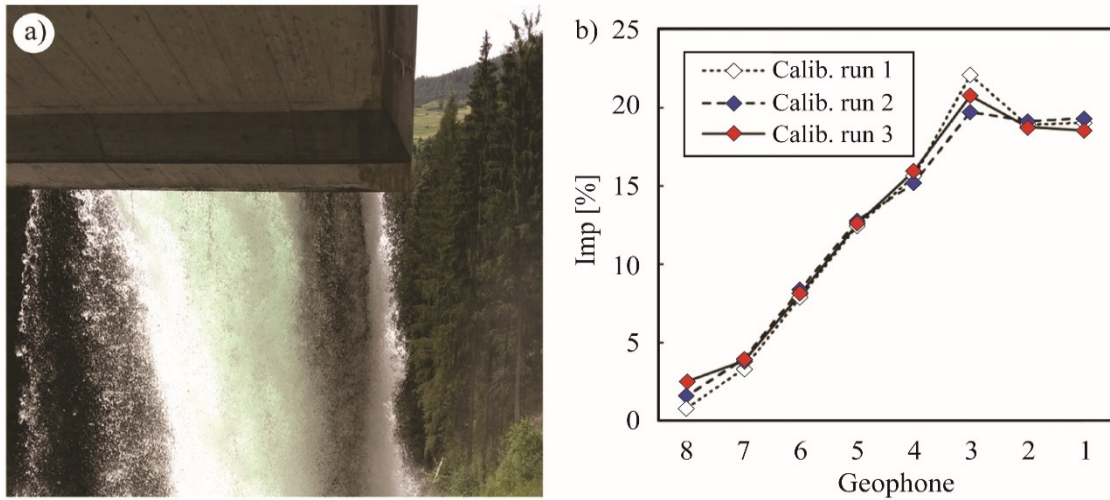 a)
b)
25
20
15
10
5
0
Imp [%]
Calib. run 1
Calib. run 2
Calib. run 3
8 7 6 5 4 3 2 1
Geophone